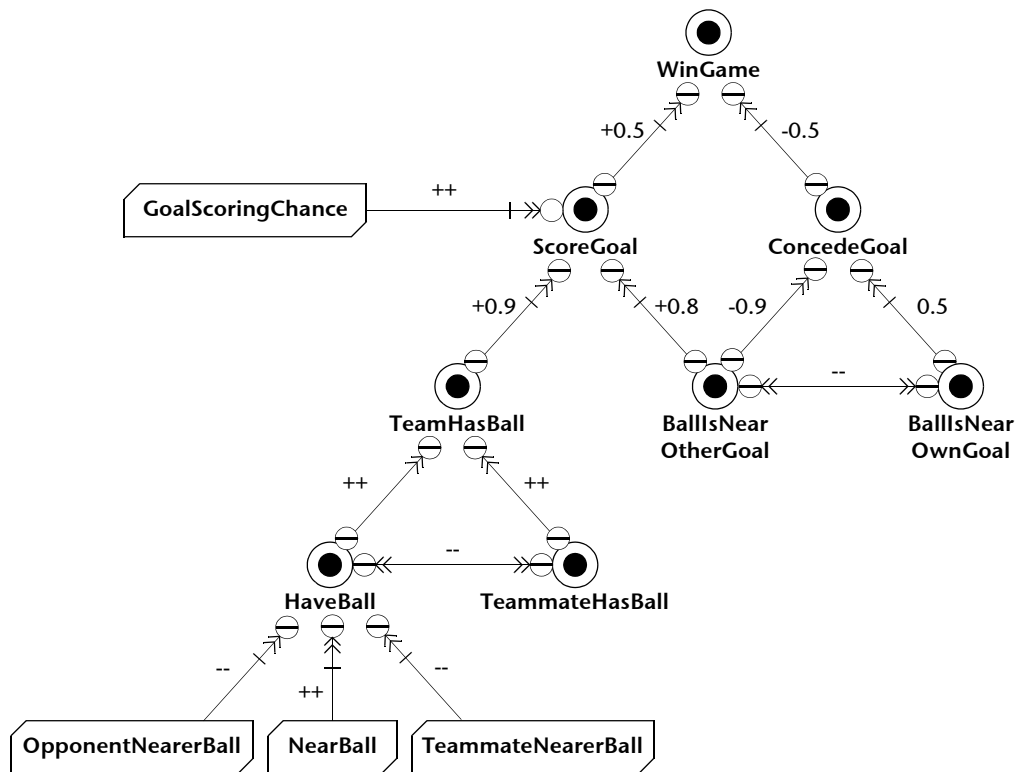 WinGame
+0.5
-0.5
++
GoalScoringChance
ScoreGoal
ConcedeGoal
+0.9
+0.8
-0.9
0.5
--
TeamHasBall
BallIsNear
OtherGoal
BallIsNear
OwnGoal
++
++
--
HaveBall
TeammateHasBall
--
++
--
OpponentNearerBall
NearBall
TeammateNearerBall